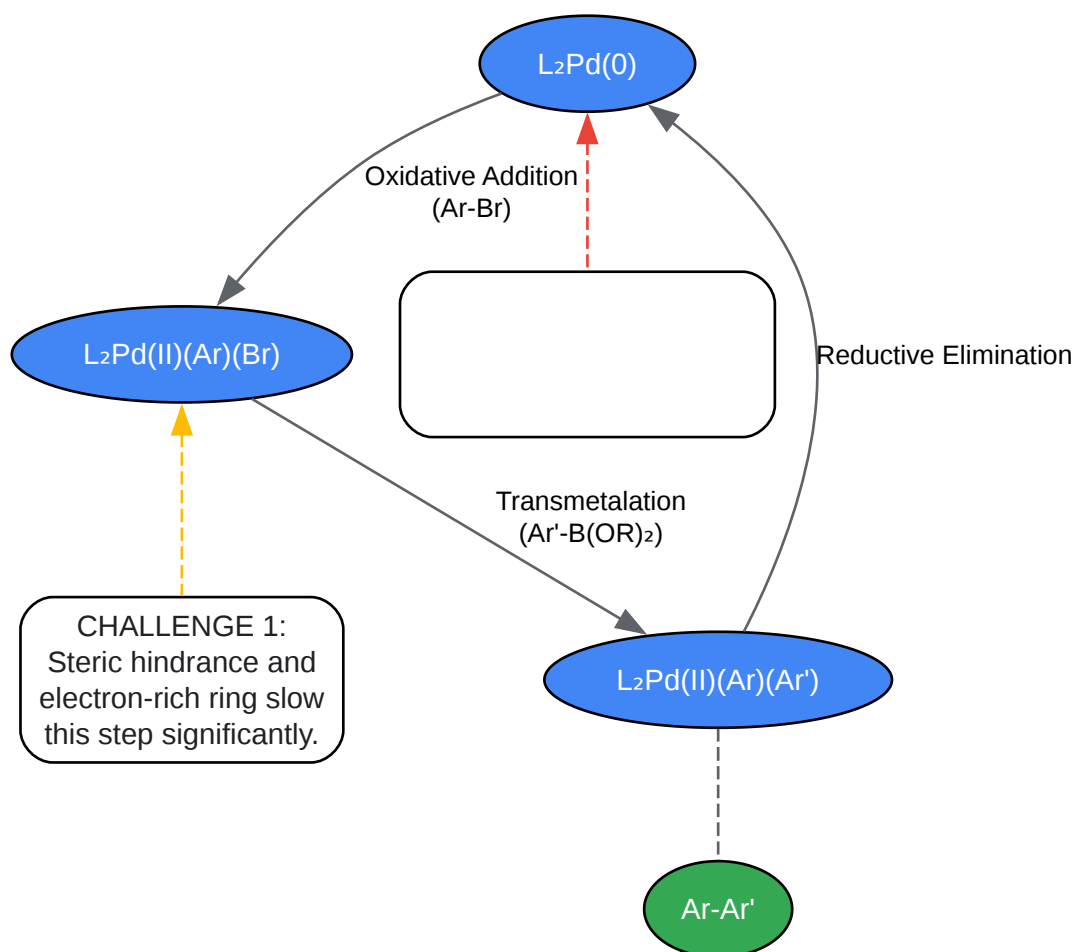 L₂Pd(0)
Oxidative Addition
(Ar-Br)
L₂Pd(II)(Ar)(Br)
Reductive Elimination
Transmetalation
(Ar'-B(OR)₂)
CHALLENGE 1:
Steric hindrance and
electron-rich ring slow
this step significantly.
L₂Pd(II)(Ar)(Ar')
Ar-Ar'